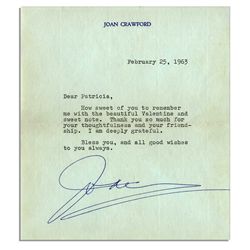 JOAN CRAWFORD
February 25, 1963
Dear Patricia,
How sweet of you to remember
me with the beautiful Valentine and
sweet note. Thank you so much for
your thoughtfulness and your friend-
ship. I am deeply grateful.
Bless you, and all good wishes
to you always.
Joan